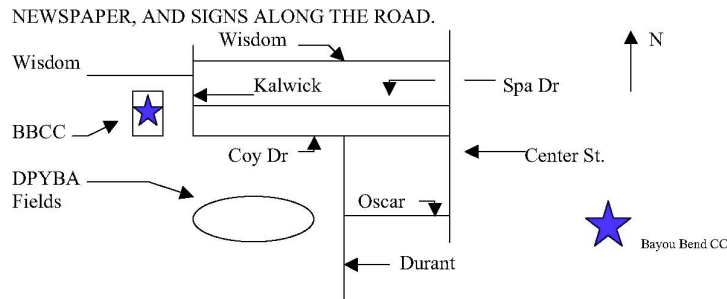 NEWSPAPER, AND SIGNS ALONG THE ROAD.
Wisdom
N
Wisdom
Kalwick
Spa Dr
BBCC
Coy Dr
Center St.
DPYBA
Fields
Oscar
Bayou Bend CC
Durant